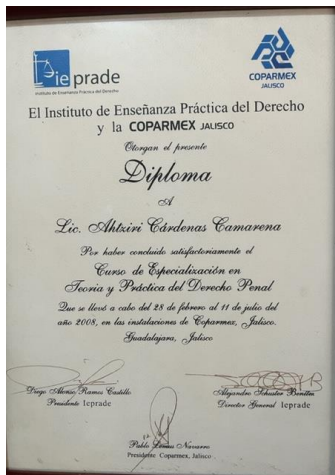 ieprade
Instituto de Enseñanza Práctica del Derecho
COPARMEX
JALISCO
El Instituto de Enseñanza Práctica del Derecho
y la COPARMEX JALISCO
Otorgan el presente
Diploma
A
Lic. Ahtziri Cárdenas Camarena
Por haber concluido satisfactoriamente el
Curso de Especialización en
Teoría y Práctica del Derecho Penal
Que se llevó a cabo del 28 de febrero al 11 de julio del
año 2008, en las instalaciones de Coparmex, Jalisco.
Guadalajara, Jalisco
Diego Alonso Ramos Castillo
Presidente Ieprade
Alejandro Schuster
Director General Ieprade
Pablo Lemus Navarro
Presidente Coparmex, Jalisco